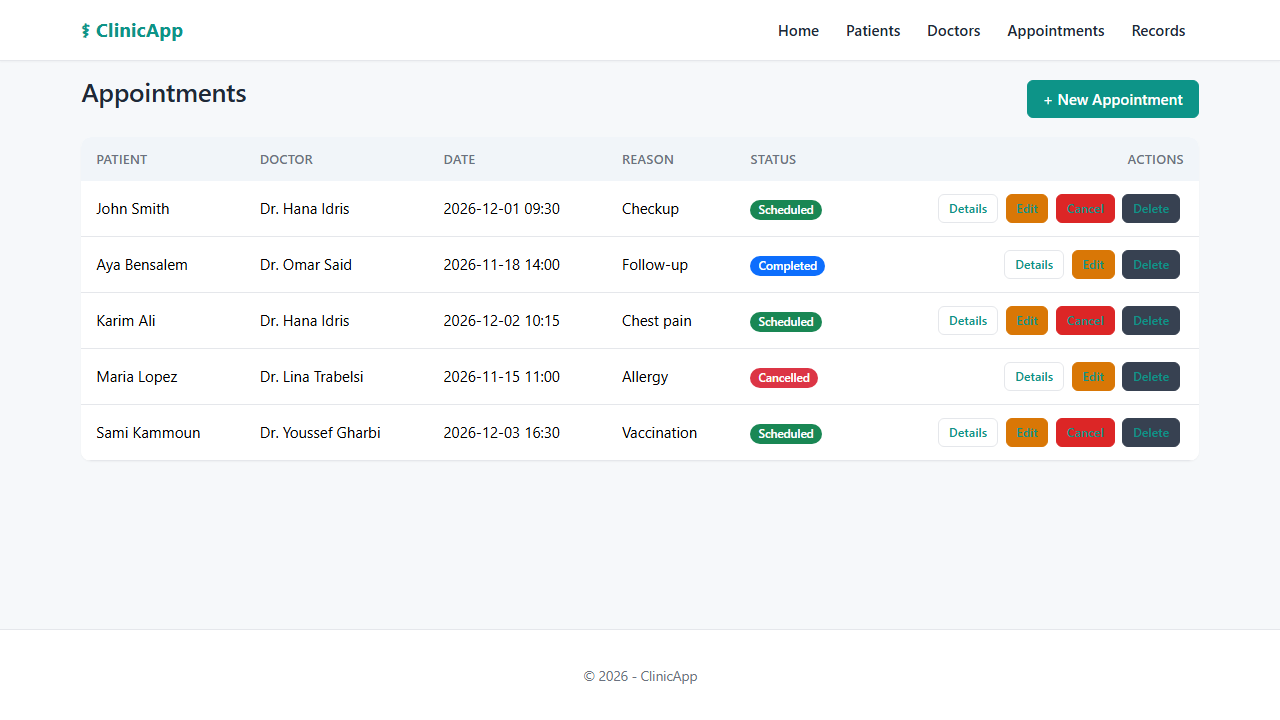 ⚕ ClinicApp Home Patients Doctors Appointments Records
Appointments
+ New Appointment
PATIENT DOCTOR DATE REASON STATUS ACTIONS
John Smith Dr. Hana Idris 2026-12-01 09:30 Checkup Scheduled Details Edit Cancel Delete
Aya Bensalem Dr. Omar Said 2026-11-18 14:00 Follow-up Completed Details Edit Delete
Karim Ali Dr. Hana Idris 2026-12-02 10:15 Chest pain Scheduled Details Edit Cancel Delete
Maria Lopez Dr. Lina Trabelsi 2026-11-15 11:00 Allergy Cancelled Details Edit Delete
Sami Kammoun Dr. Youssef Gharbi 2026-12-03 16:30 Vaccination Scheduled Details Edit Cancel Delete
© 2026 - ClinicApp